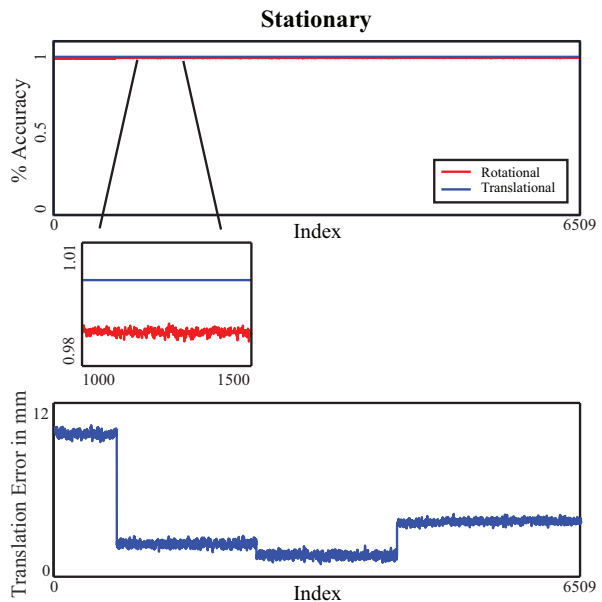 Stationary
% Accuracy
1
0.5
0
Rotational
Translational
0
Index
6509
1.01
0.98
1000
1500
Translation Error in mm
12
0
0
Index
6509